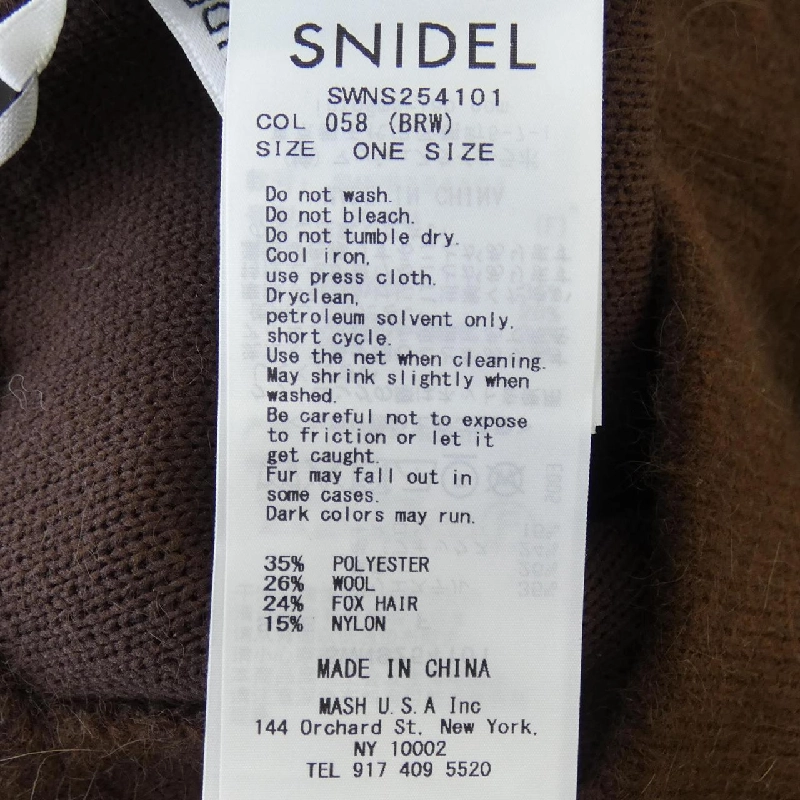 SNIDEL
SWNS254101
COL 058 (BRW)
SIZE ONE SIZE
Do not wash.
Do not bleach.
Do not tumble dry.
Cool iron,
use press cloth.
Dryclean,
petroleum solvent only,
short cycle.
Use the net when cleaning.
May shrink slightly when
washed.
Be careful not to expose
to friction or let it
get caught.
Fur may fall out in
some cases.
Dark colors may run.
35% POLYESTER
26% WOOL
24% FOX HAIR
15% NYLON
MADE IN CHINA
MASH U.S.A Inc
144 Orchard St. New York,
NY 10002
TEL 917 409 5520